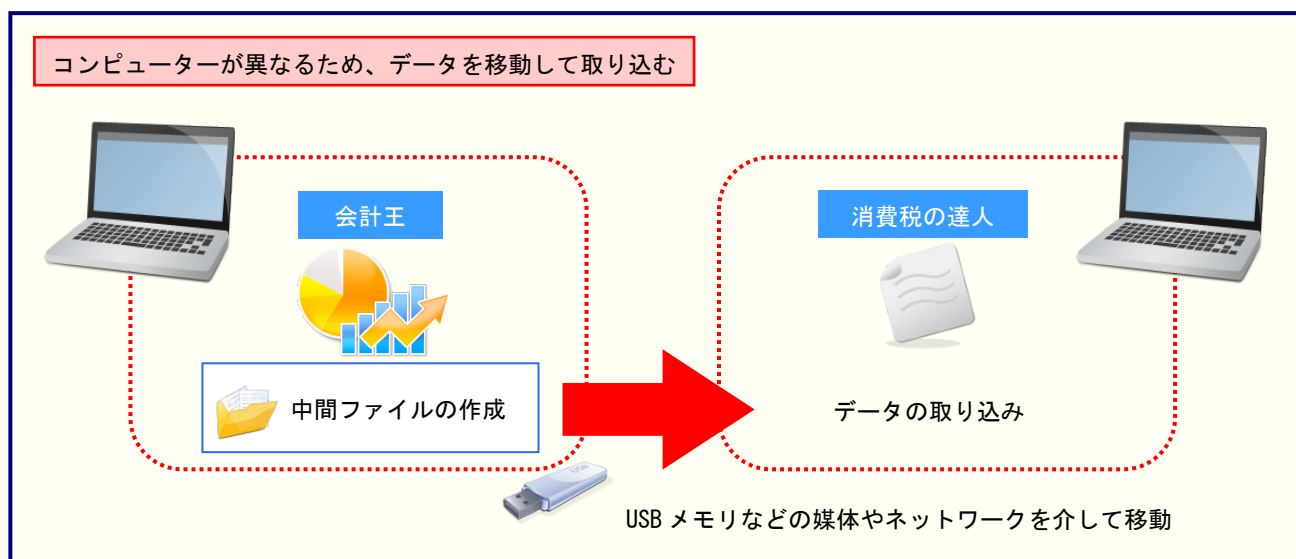 コンピューターが異なるため、データを移動して取り込む
会計王
消費税の達人
中間ファイルの作成
データの取り込み
USB
USB メモリなどの媒体やネットワークを介して移動